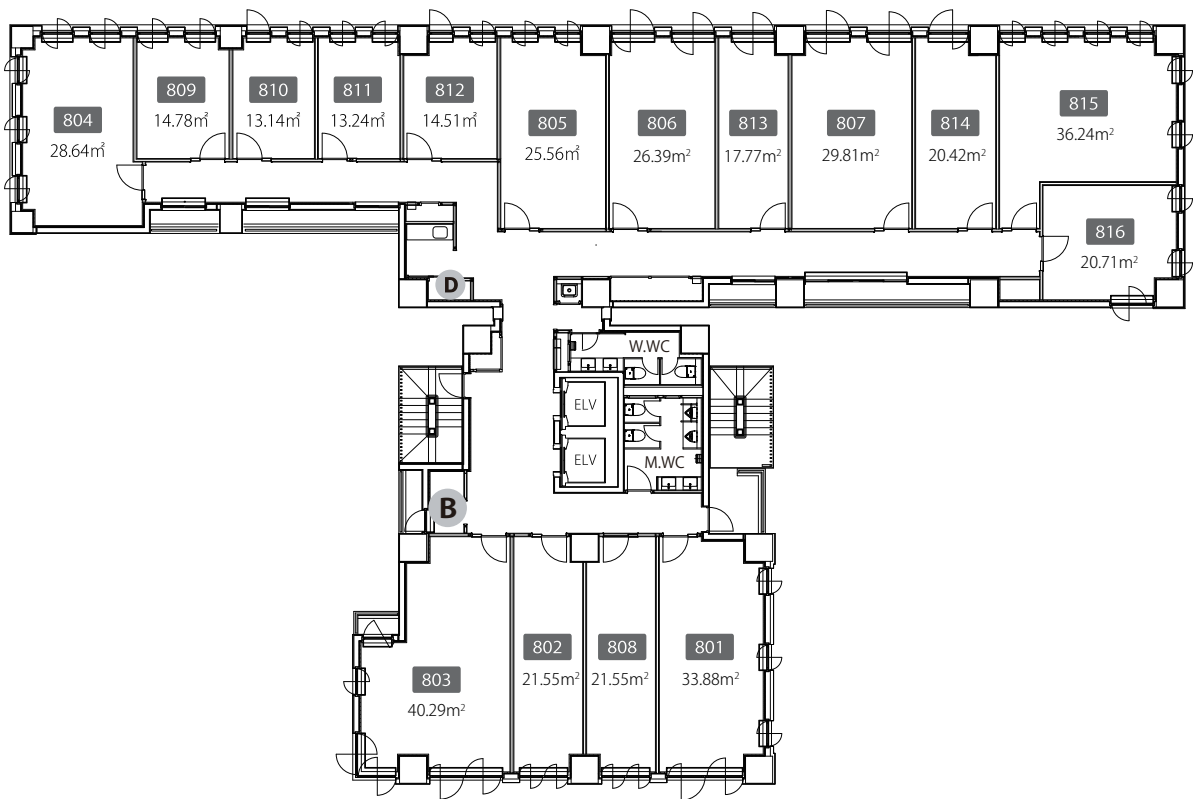 804
28.64㎡
809
14.78㎡
810
13.14㎡
811
13.24㎡
812
14.51㎡
805
25.56㎡
806
26.39m²
813
17.77m²
807
29.81m²
814
20.42m²
815
36.24m²
816
20.71m²
D
W.WC
ELV
ELV
M.WC
B
803
40.29m²
802
21.55m²
808
21.55m²
801
33.88m²